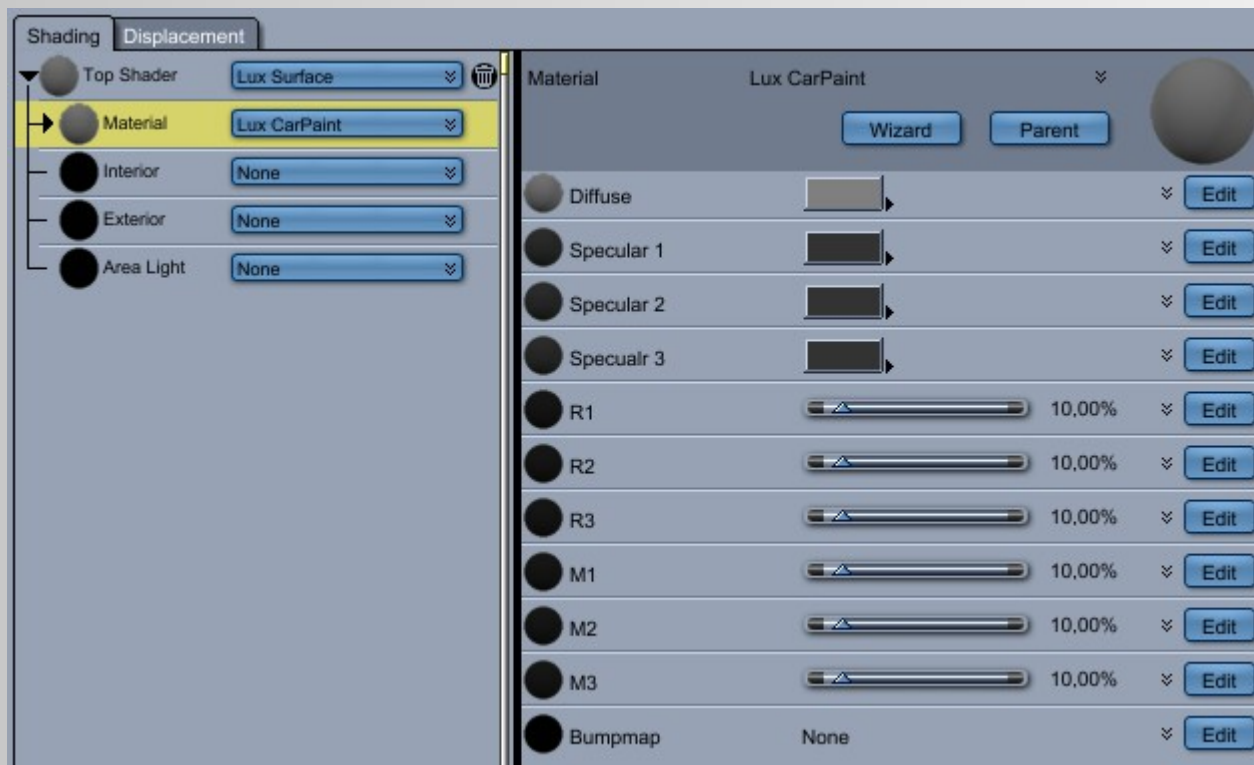 Shading Displacement
Top Shader Lux Surface
Material Lux CarPaint
Interior None
Exterior None
Area Light None
Material Lux CarPaint
Wizard Parent
Diffuse Edit
Specular 1 Edit
Specular 2 Edit
Specualr 3 Edit
R1 10,00% Edit
R2 10,00% Edit
R3 10,00% Edit
M1 10,00% Edit
M2 10,00% Edit
M3 10,00% Edit
Bumpmap None Edit